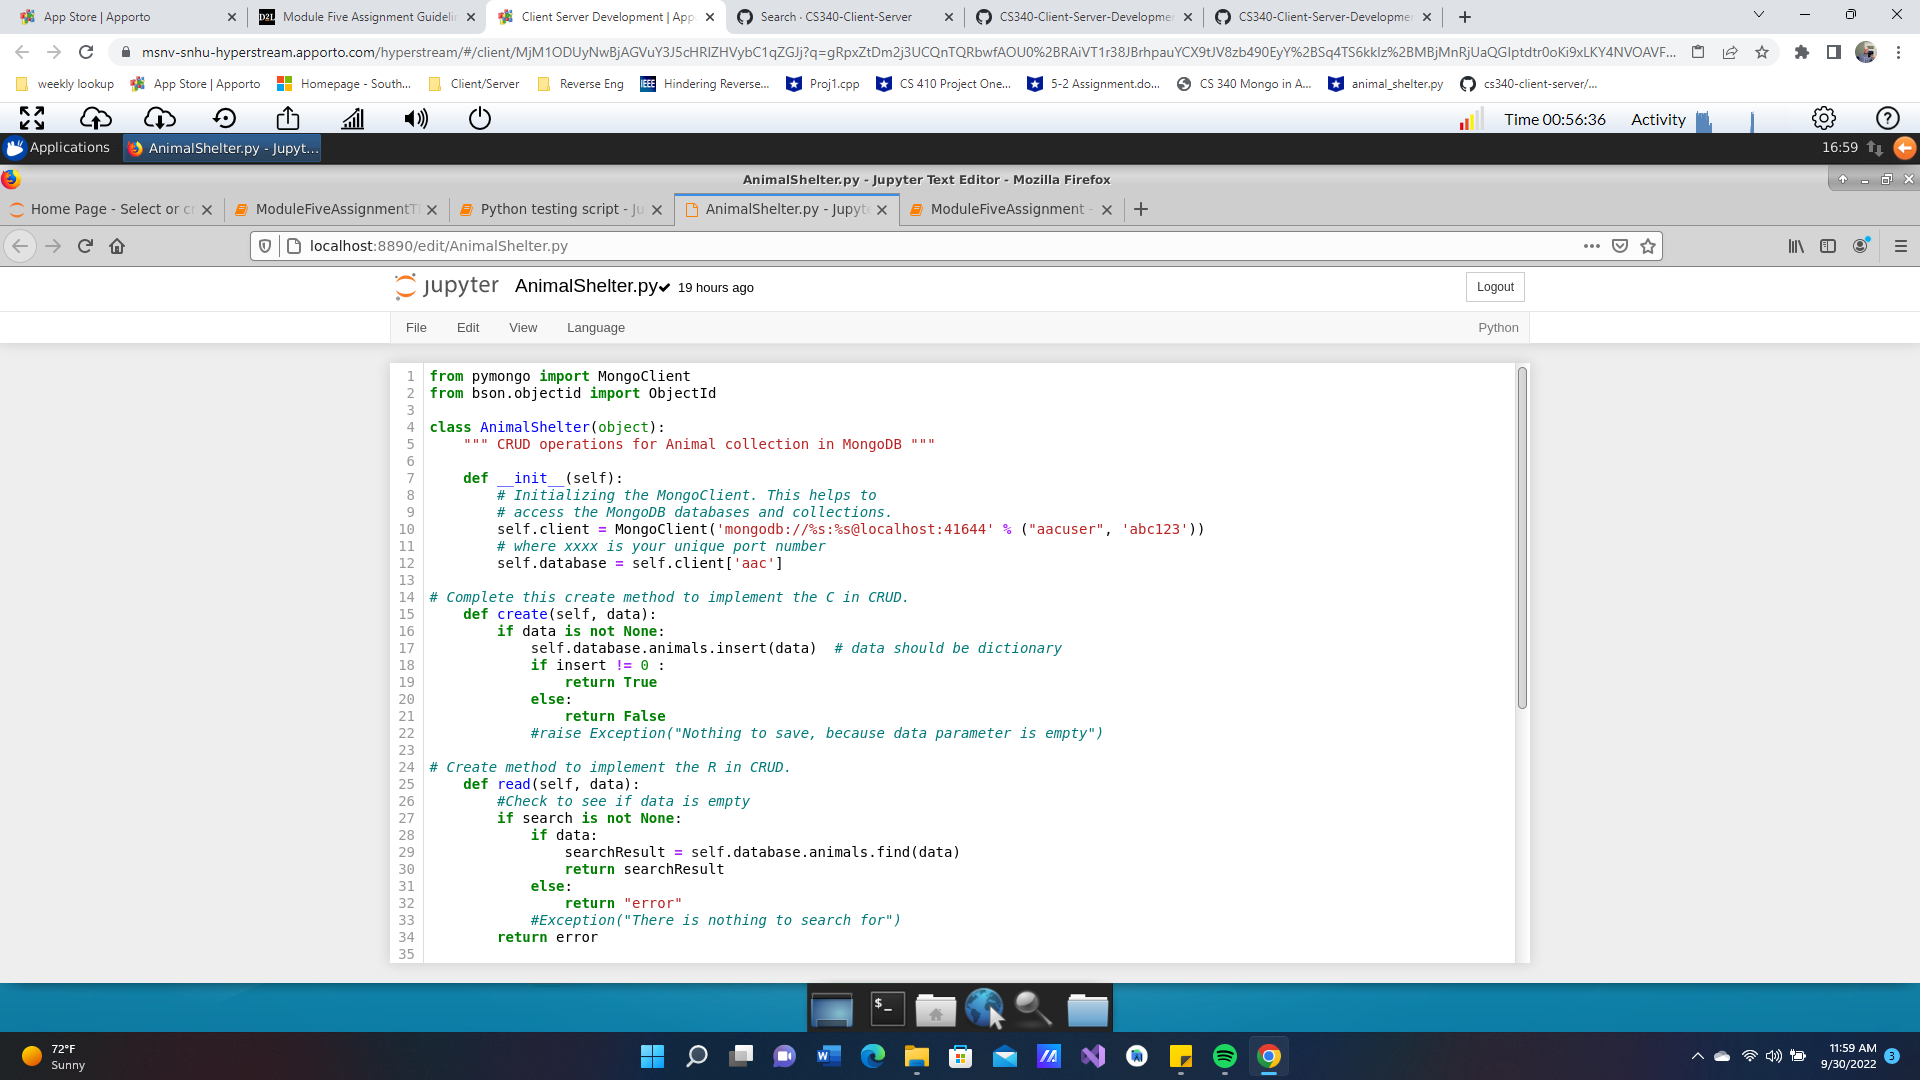 App Store | Apporto
Module Five Assignment Guidelin
Client Server Development | App
Search · CS340-Client-Server
CS340-Client-Server-Developme
CS340-Client-Server-Developme
weekly lookup
App Store | Apporto
Homepage - South...
Client/Server
Reverse Eng
Hindering Reverse...
Proj1.cpp
CS 410 Project One...
5-2 Assignment.do...
CS 340 Mongo in A...
animal_shelter.py
cs340-client-server/...
Time 00:56:36
Activity
Applications
AnimalShelter.py - Jupyt...
16:59
AnimalShelter.py - Jupyter Text Editor - Mozilla Firefox
Home Page - Select or cr
ModuleFiveAssignmentT
Python testing script - Ju
AnimalShelter.py - Jupyte
ModuleFiveAssignment -
localhost:8890/edit/AnimalShelter.py
jupyter
AnimalShelter.py
19 hours ago
Logout
File
Edit
View
Language
Python
1 from pymongo import MongoClient
2 from bson.objectid import ObjectId
3
4 class AnimalShelter(object):
5     """ CRUD operations for Animal collection in MongoDB """
6
7     def __init__(self):
8         # Initializing the MongoClient. This helps to
9         # access the MongoDB databases and collections.
10         self.client = MongoClient('mongodb://%s:%s@localhost:41644' % ("aacuser", 'abc123'))
11         # where xxxx is your unique port number
12         self.database = self.client['aac']
13
14 # Complete this create method to implement the C in CRUD.
15     def create(self, data):
16         if data is not None:
17             self.database.animals.insert(data)  # data should be dictionary
18             if insert != 0 :
19                 return True
20             else:
21                 return False
22             #raise Exception("Nothing to save, because data parameter is empty")
23
24 # Create method to implement the R in CRUD.
25     def read(self, data):
26         #Check to see if data is empty
27         if search is not None:
28             if data:
29                 searchResult = self.database.animals.find(data)
30                 return searchResult
31             else:
32                 return "error"
33             #Exception("There is nothing to search for")
34         return error
35
72°F
Sunny
11:59 AM
9/30/2022
3